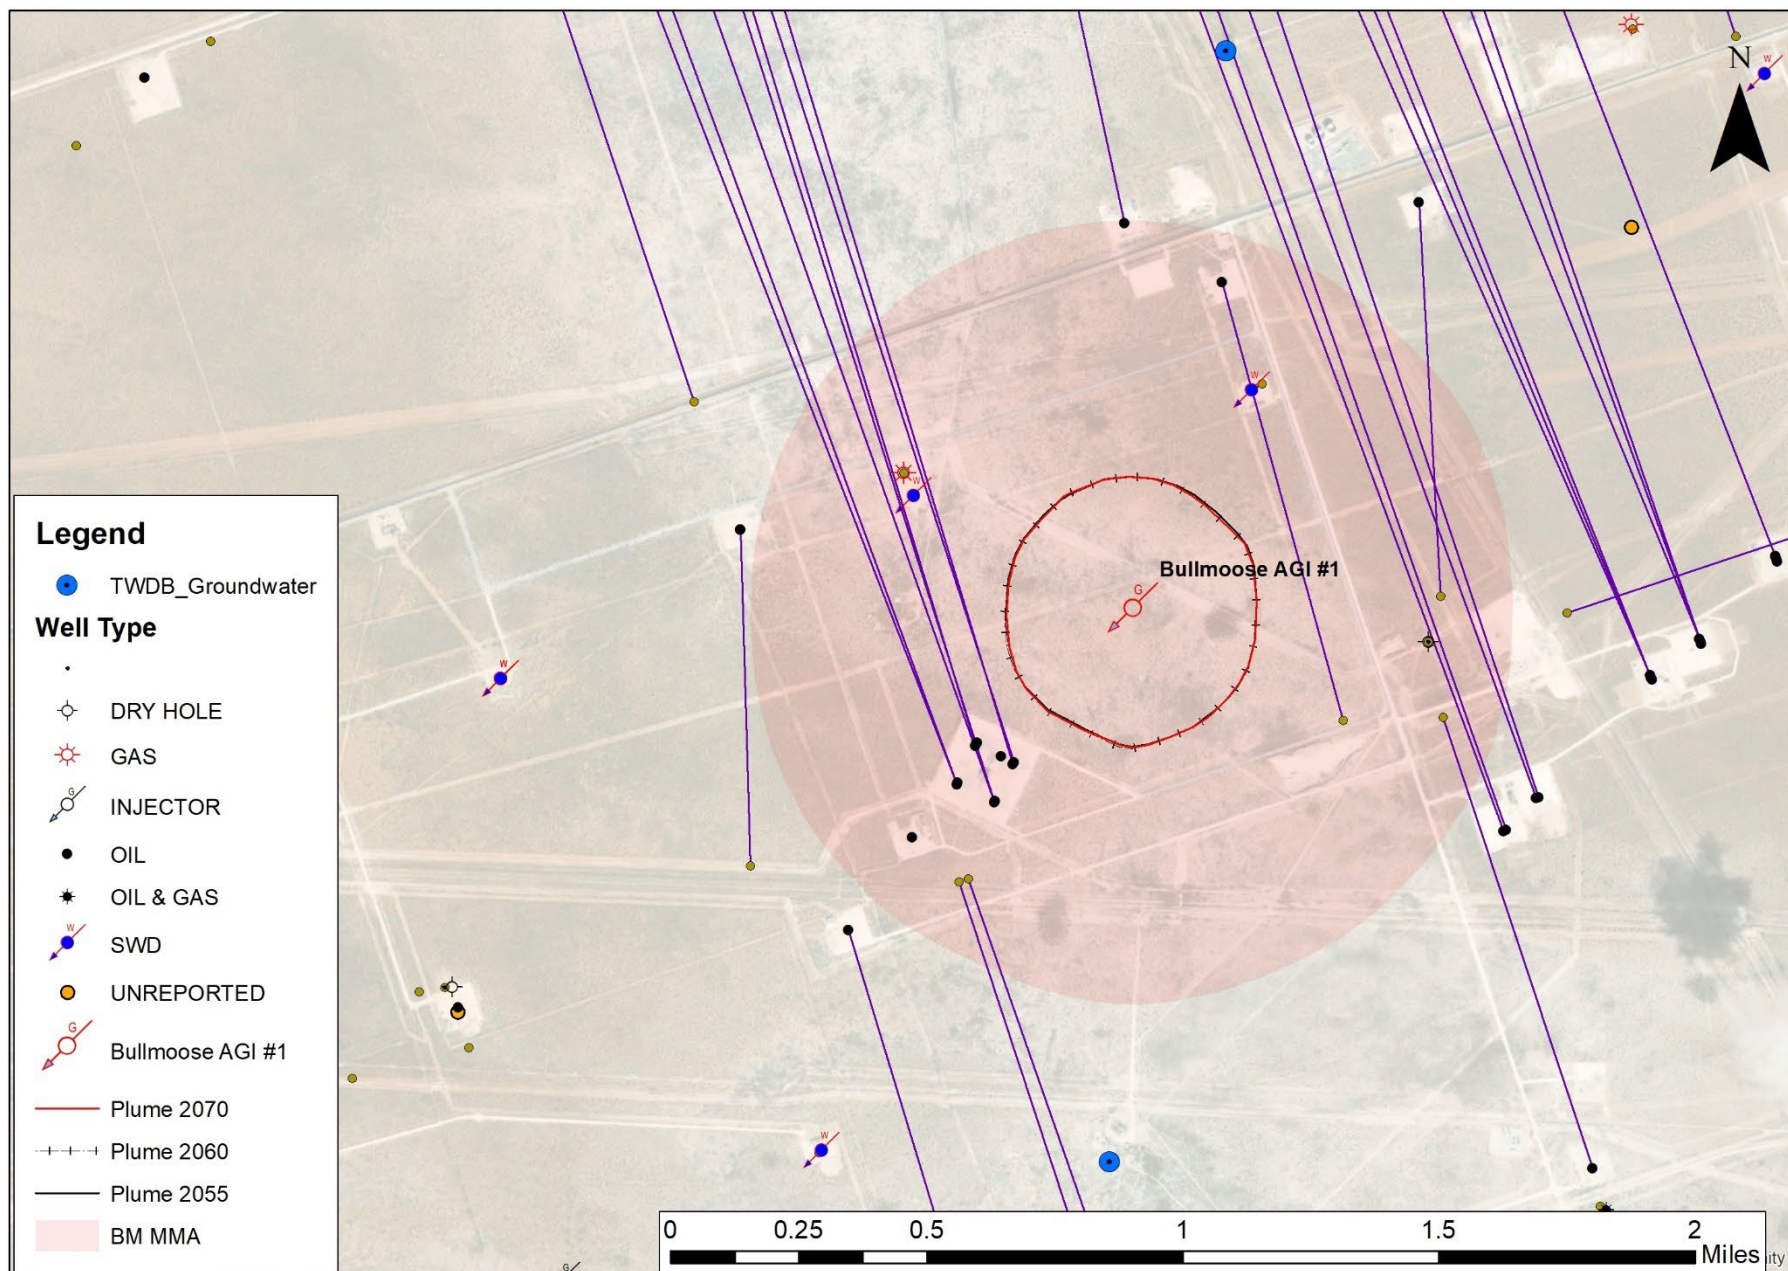 N
W
W
W
Bullmoose AGI #1
G
W
W
Legend
TWDB_Groundwater
Well Type
DRY HOLE
GAS
G
INJECTOR
OIL
OIL & GAS
W
SWD
UNREPORTED
G
Bullmoose AGI #1
Plume 2070
Plume 2060
Plume 2055
BM MMA
0 0.25 0.5 1 1.5 2
Miles
G